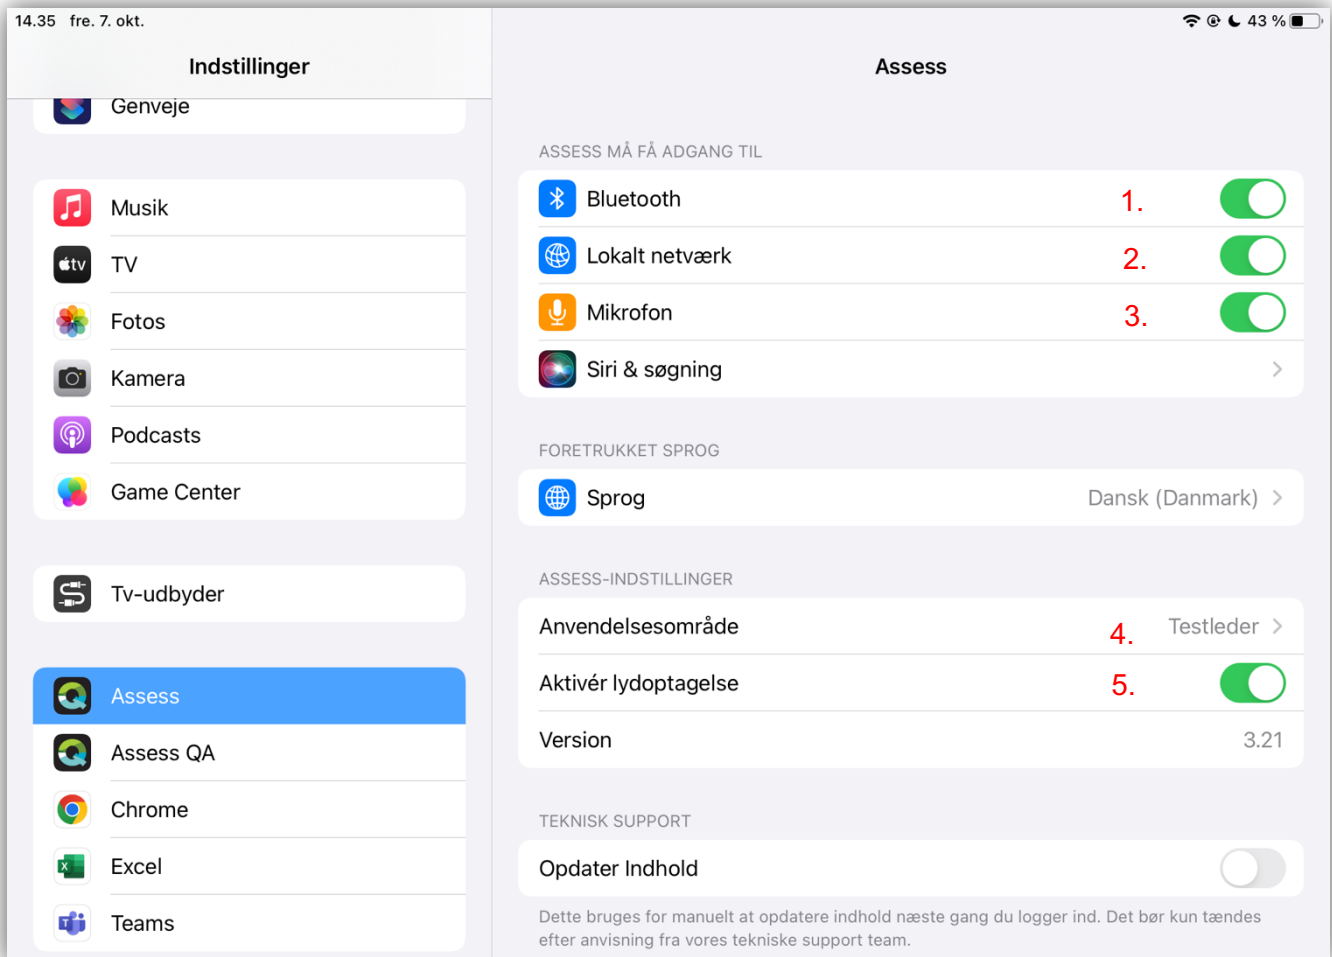 14.35 fre. 7. okt.
43 %
Indstillinger
Genveje
Musik
tv
TV
Fotos
Kamera
Podcasts
Game Center
Tv-udbyder
Assess
Assess QA
Chrome
X
Excel
T
Teams
Assess
ASSESS MÅ FÅ ADGANG TIL
Bluetooth 1.
Lokalt netværk 2.
Mikrofon 3.
Siri & søgning
FORETRUKKET SPROG
Sprog Dansk (Danmark)
ASSESS-INDSTILLINGER
Anvendelsesområde 4. Testleder
Aktivér lydoptagelse 5.
Version 3.21
TEKNISK SUPPORT
Opdater Indhold
Dette bruges for manuelt at opdatere indhold næste gang du logger ind. Det bør kun tændes
efter anvisning fra vores tekniske support team.